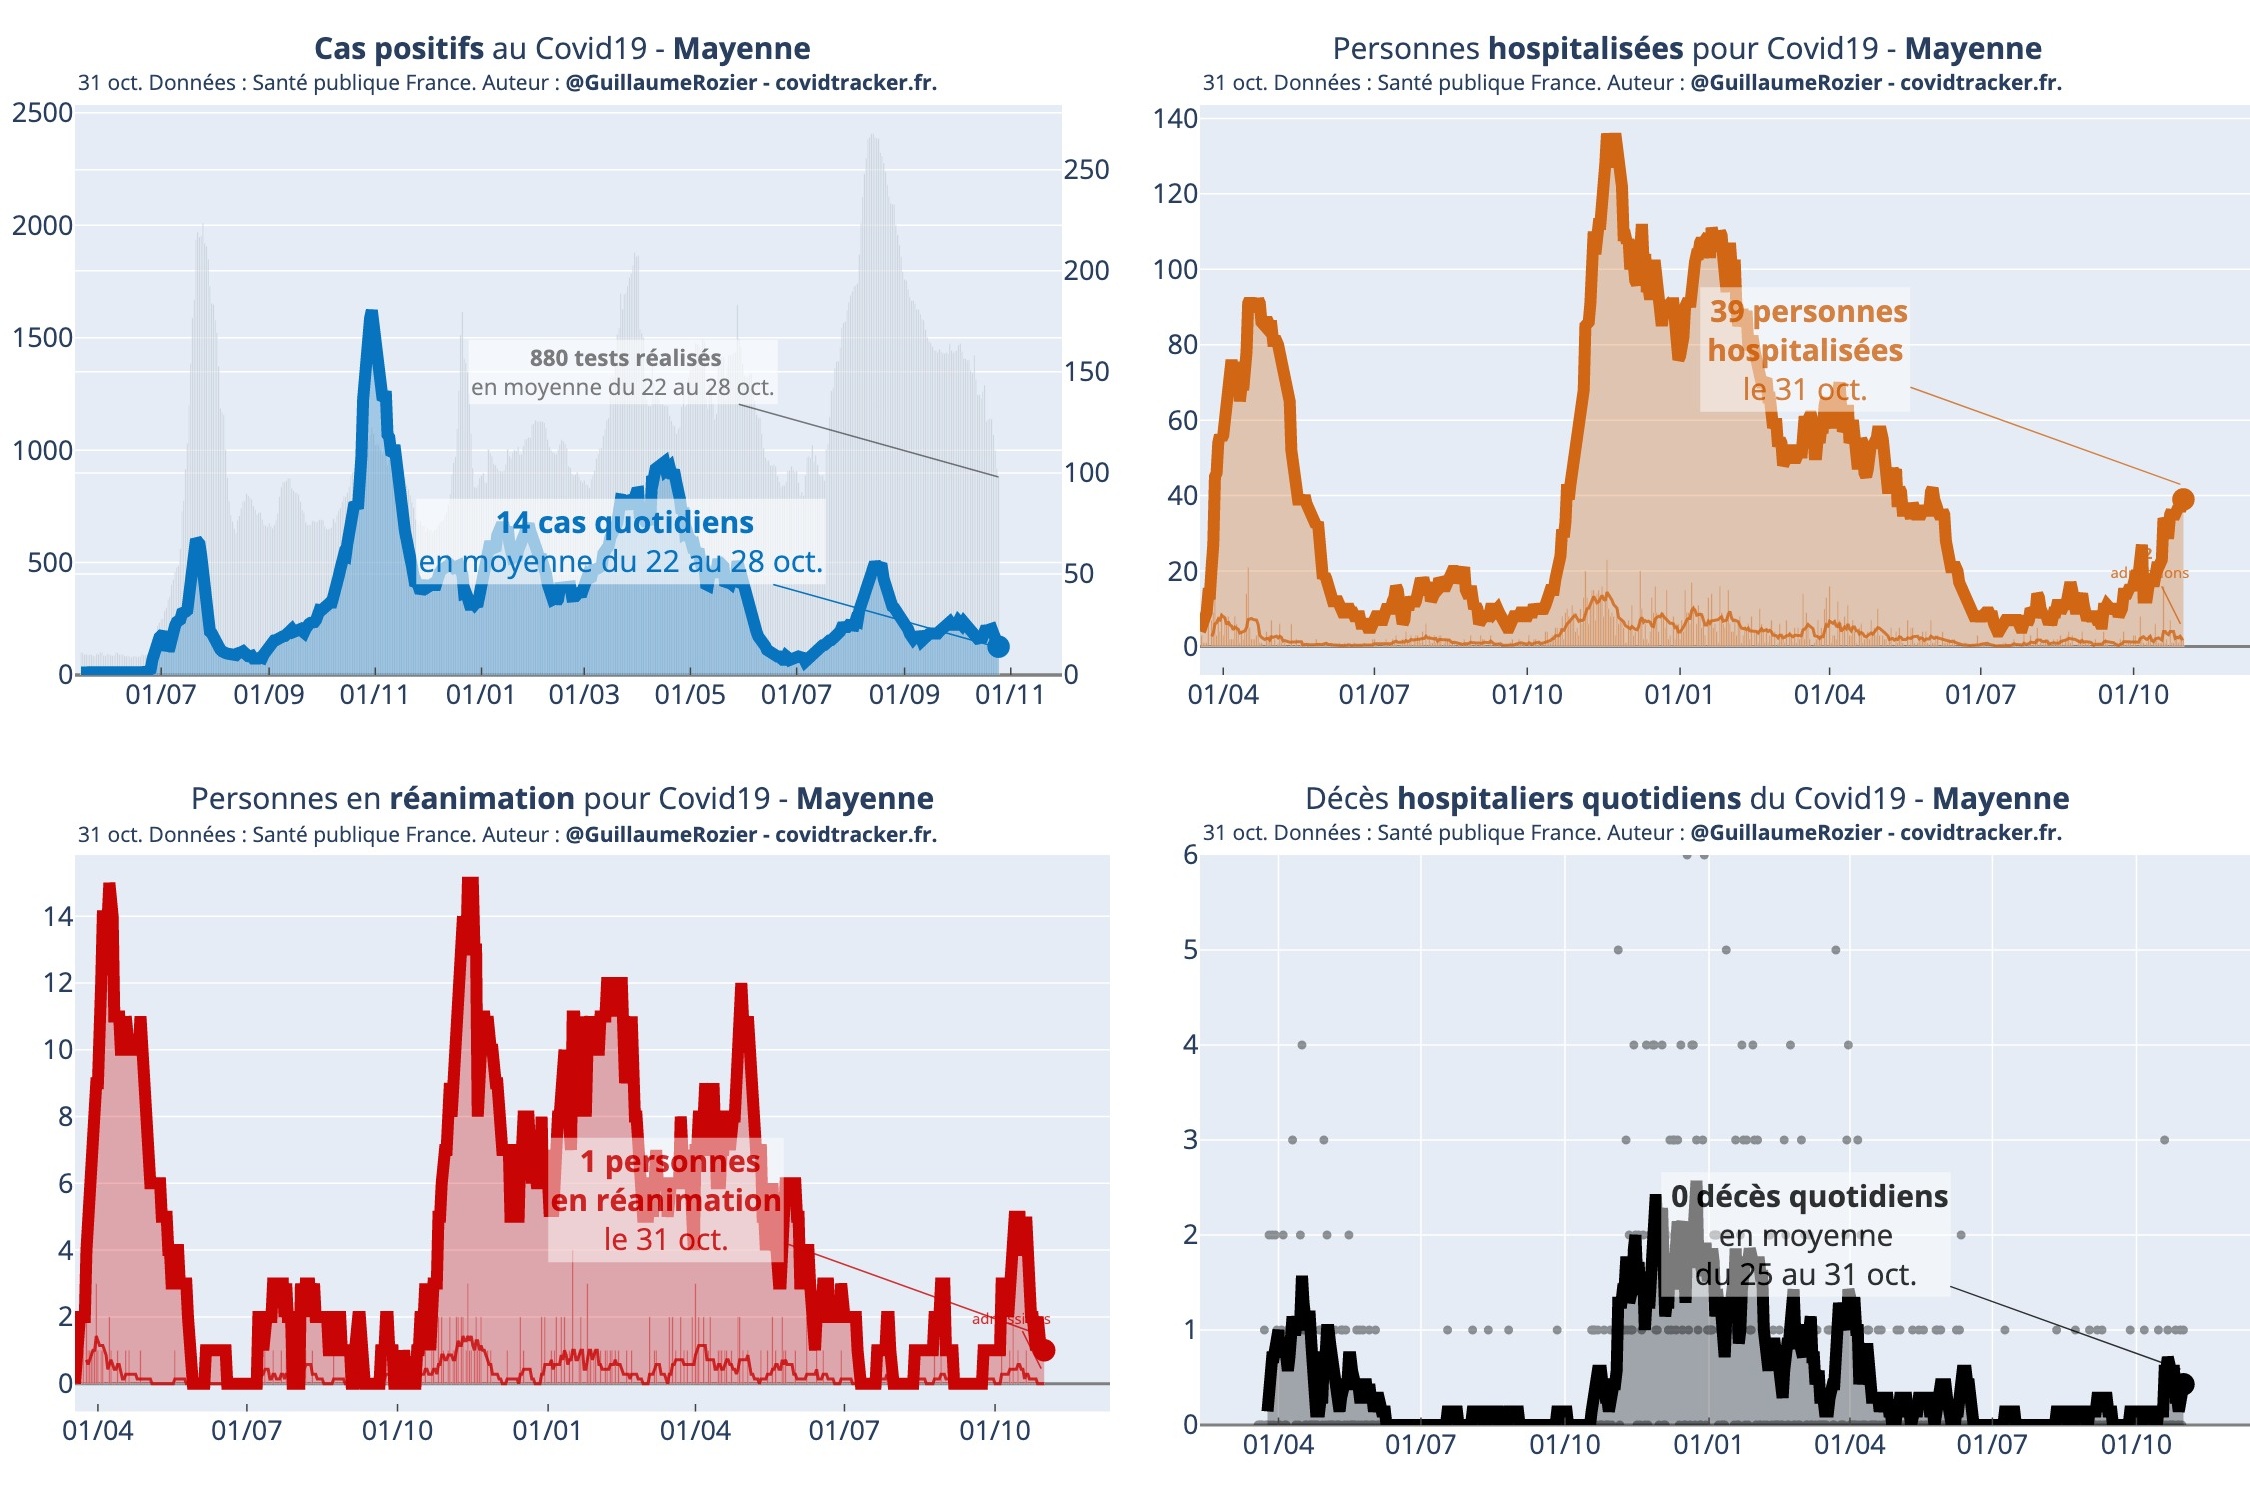 Cas positifs au Covid19 - Mayenne
31 oct. Données : Santé publique France. Auteur : @GuillaumeRozier - covidtracker.fr.
2500
2000
1500
1000
500
0
250
200
150
100
50
0
880 tests réalisés
en moyenne du 22 au 28 oct.
14 cas quotidiens
en moyenne du 22 au 28 oct.
01/07 01/09 01/11 01/01 01/03 01/05 01/07 01/09 01/11
Personnes hospitalisées pour Covid19 - Mayenne
31 oct. Données : Santé publique France. Auteur : @GuillaumeRozier - covidtracker.fr.
140
120
100
80
60
40
20
0
39 personnes
hospitalisées
le 31 oct.
admissions
01/04 01/07 01/10 01/01 01/04 01/07 01/10
Personnes en réanimation pour Covid19 - Mayenne
31 oct. Données : Santé publique France. Auteur : @GuillaumeRozier - covidtracker.fr.
14
12
10
8
6
4
2
0
1 personnes
en réanimation
le 31 oct.
admissions
01/04 01/07 01/10 01/01 01/04 01/07 01/10
Décès hospitaliers quotidiens du Covid19 - Mayenne
31 oct. Données : Santé publique France. Auteur : @GuillaumeRozier - covidtracker.fr.
6
5
4
3
2
1
0
0 décès quotidiens
en moyenne
du 25 au 31 oct.
01/04 01/07 01/10 01/01 01/04 01/07 01/10